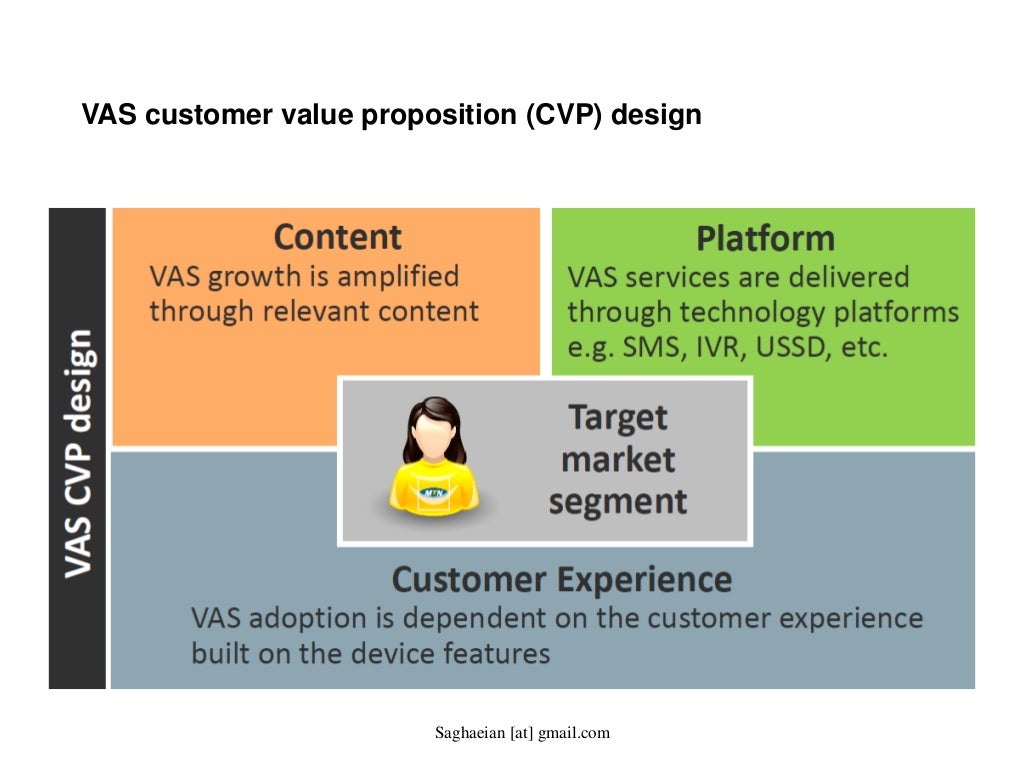 VAS customer value proposition (CVP) design
VAS CVP design
Content
VAS growth is amplified
through relevant content
Platform
VAS services are delivered
through technology platforms
e.g. SMS, IVR, USSD, etc.
MTN
Target
market
segment
Customer Experience
VAS adoption is dependent on the customer experience
built on the device features
Saghaeian [at] gmail.com